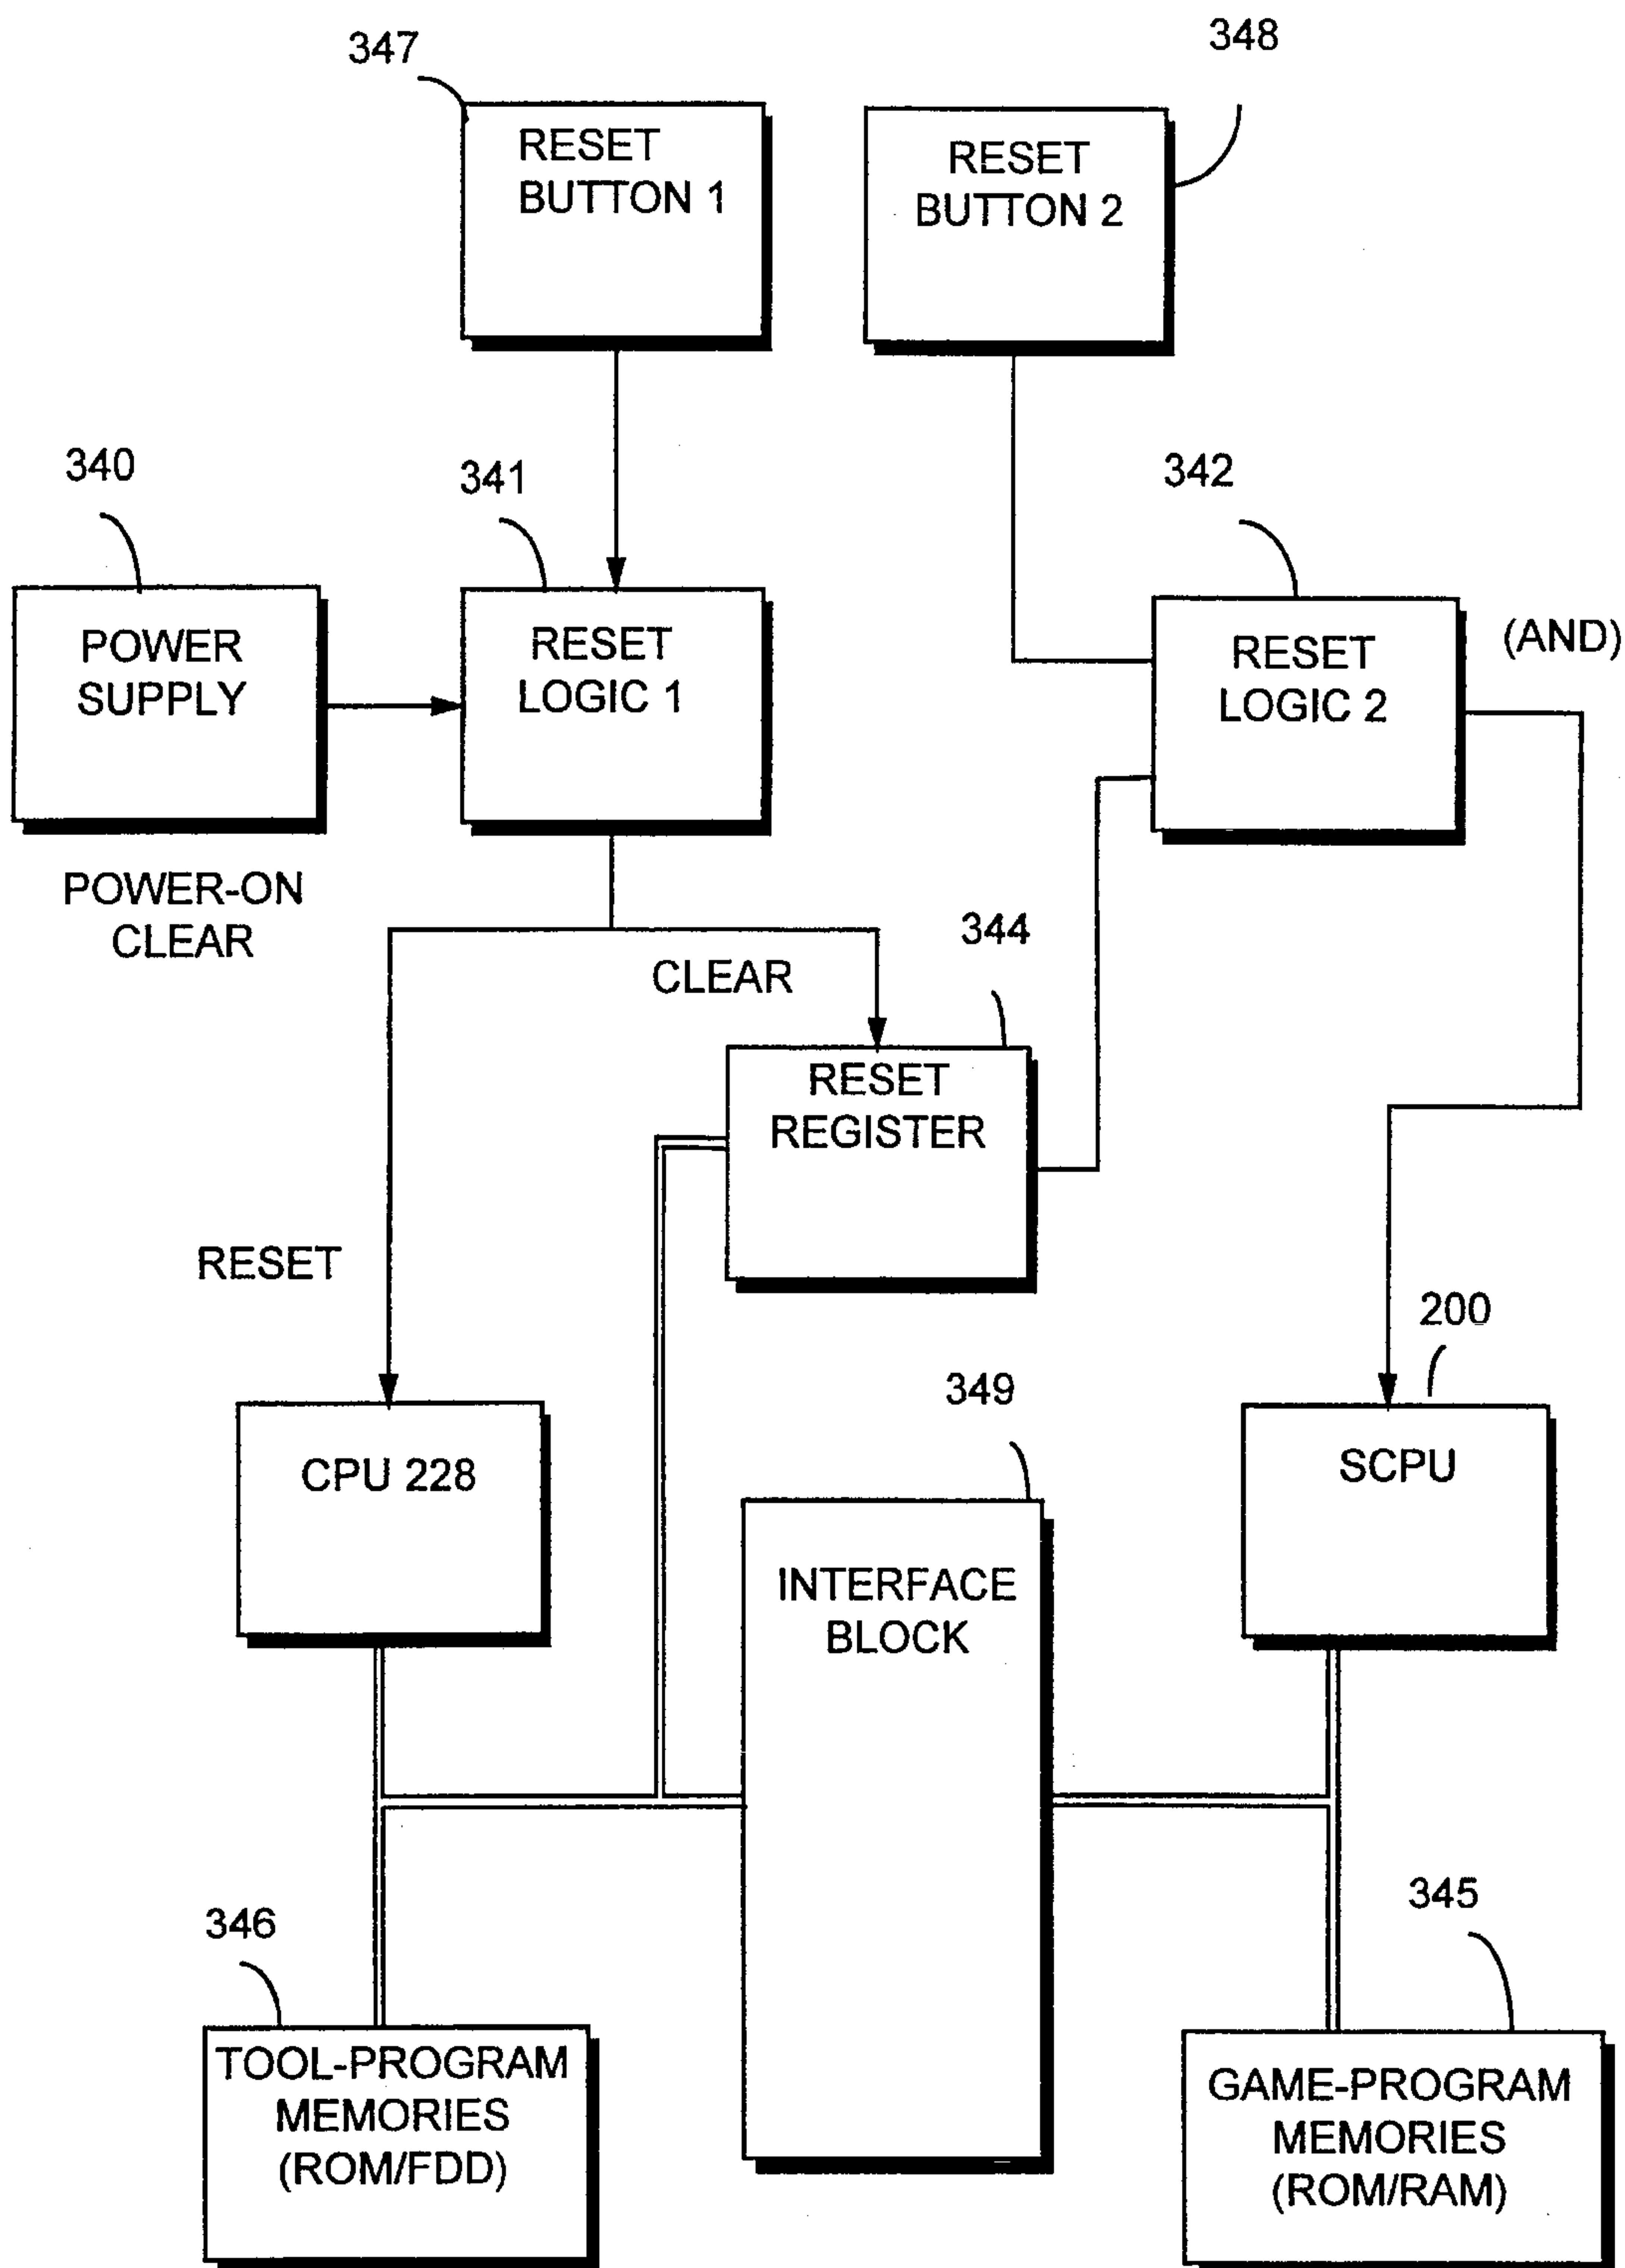 347
348
RESET
BUTTON 1
RESET
BUTTON 2
340
341
342
POWER
SUPPLY
RESET
LOGIC 1
RESET
LOGIC 2
(AND)
POWER-ON
CLEAR
CLEAR
344
RESET
REGISTER
RESET
200
349
CPU 228
SCPU
INTERFACE
BLOCK
346
345
TOOL-PROGRAM
MEMORIES
(ROM/FDD)
GAME-PROGRAM
MEMORIES
(ROM/RAM)